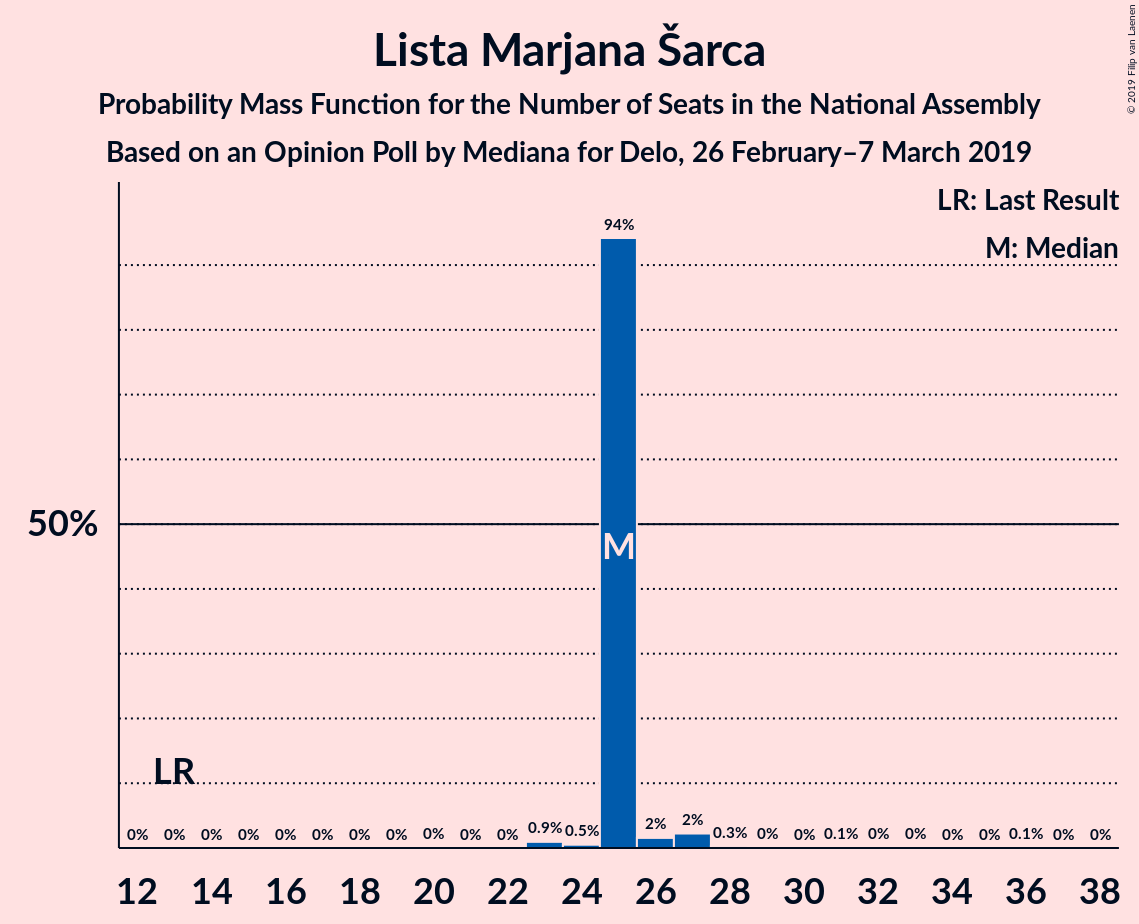 Lista Marjana Šarca
Probability Mass Function for the Number of Seats in the National Assembly
Based on an Opinion Poll by Mediana for Delo, 26 February–7 March 2019
© 2019 Filip van Laenen
LR: Last Result
M: Median
94%
50%
M
LR
0% 0% 0% 0% 0% 0% 0% 0% 0% 0% 0% 0.9% 0.5% 2% 2% 0.3% 0% 0% 0.1% 0% 0% 0% 0% 0.1% 0% 0%
12 14 16 18 20 22 24 26 28 30 32 34 36 38